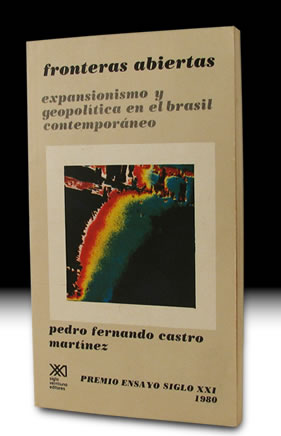 fronteras abiertas
expansionismo y
geopolítica en el brasil
contemporáneo
pedro fernando castro
martínez
siglo
veintiuno
editores
PREMIO ENSAYO SIGLO XXI
1980